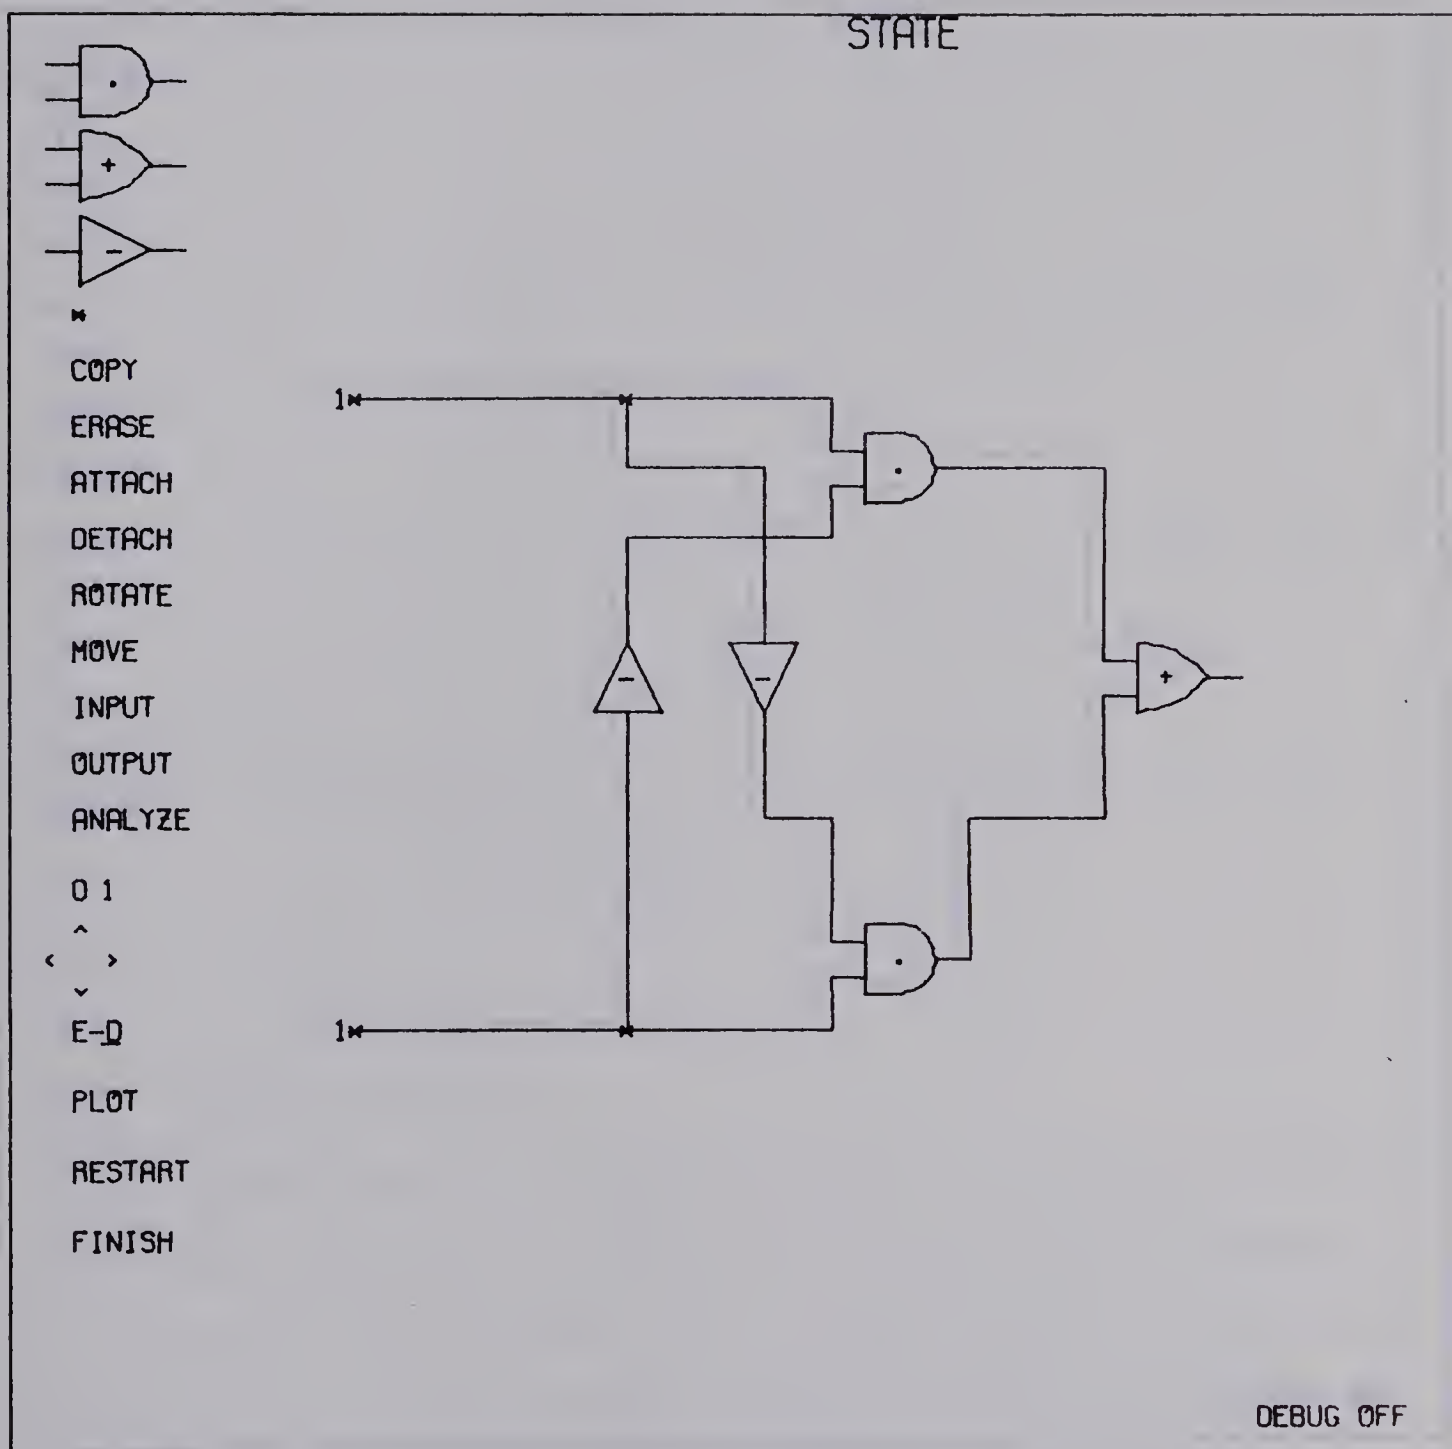 STATE
.
+
-
*
COPY
ERASE
ATTACH
DETACH
ROTATE
MOVE
INPUT
OUTPUT
ANALYZE
0 1
^
< >
v
E-D
PLOT
RESTART
FINISH
1*
*
.
.
-
-
+
1*
*
DEBUG OFF